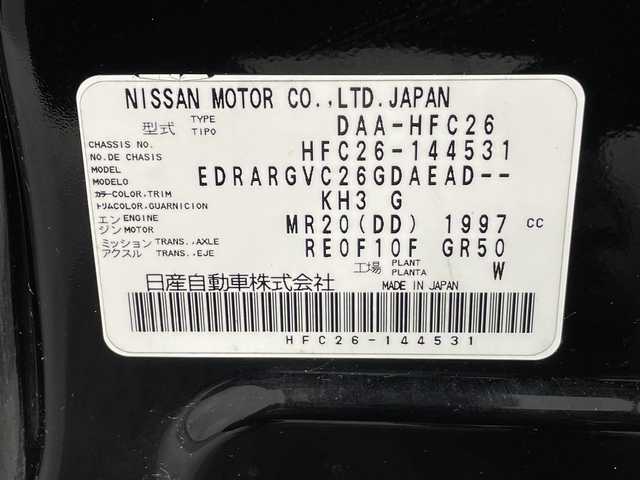 NISSAN MOTOR CO.,LTD.JAPAN
型式 TYPE TIPO DAA-HFC26
CHASSIS NO. NO.DE CHASIS HFC26-144531
MODEL MODELO EDRARGVC26GDAEAD--
カラー COLOR,TRIM トリム COLOR,GUARNICION KH3 G
エンジン ENGINE MOTOR MR20(DD) 1997 CC
ミッション TRANS.,AXLE アクスル TRANS.,EJE RE0F10F GR50
工場 PLANT PLANTA W
日産自動車株式会社 MADE IN JAPAN
HFC26-144531